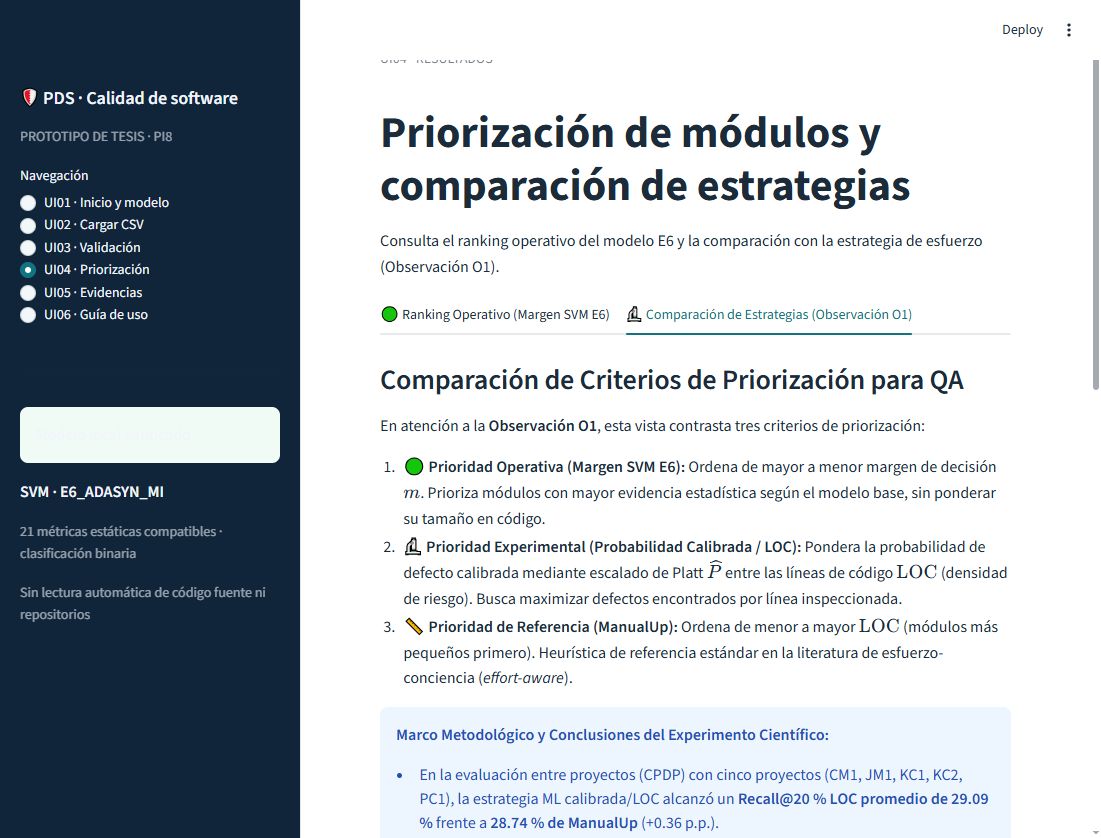 Deploy
PDS · Calidad de software
PROTOTIPO DE TESIS · PI8
Navegación
UI01 · Inicio y modelo
UI02 · Cargar CSV
UI03 · Validación
UI04 · Priorización
UI05 · Evidencias
UI06 · Guía de uso
SVM · E6_ADASYN_MI
21 métricas estáticas compatibles ·
clasificación binaria
Sin lectura automática de código fuente ni
repositorios
UI04 · RESULTADOS
Priorización de módulos y
comparación de estrategias
Consulta el ranking operativo del modelo E6 y la comparación con la estrategia de esfuerzo
(Observación O1).
Ranking Operativo (Margen SVM E6)
Comparación de Estrategias (Observación O1)
Comparación de Criterios de Priorización para QA
En atención a la Observación O1, esta vista contrasta tres criterios de priorización:
1. Prioridad Operativa (Margen SVM E6): Ordena de mayor a menor margen de decisión
m. Prioriza módulos con mayor evidencia estadística según el modelo base, sin ponderar
su tamaño en código.
2. Prioridad Experimental (Probabilidad Calibrada / LOC): Pondera la probabilidad de
defecto calibrada mediante escalado de Platt P̂ entre las líneas de código LOC (densidad
de riesgo). Busca maximizar defectos encontrados por línea inspeccionada.
3. Prioridad de Referencia (ManualUp): Ordena de menor a mayor LOC (módulos más
pequeños primero). Heurística de referencia estándar en la literatura de esfuerzo-
conciencia (effort-aware).
Marco Metodológico y Conclusiones del Experimento Científico:
• En la evaluación entre proyectos (CPDP) con cinco proyectos (CM1, JM1, KC1, KC2,
PC1), la estrategia ML calibrada/LOC alcanzó un Recall@20 % LOC promedio de 29.09
% frente a 28.74 % de ManualUp (+0.36 p.p.).